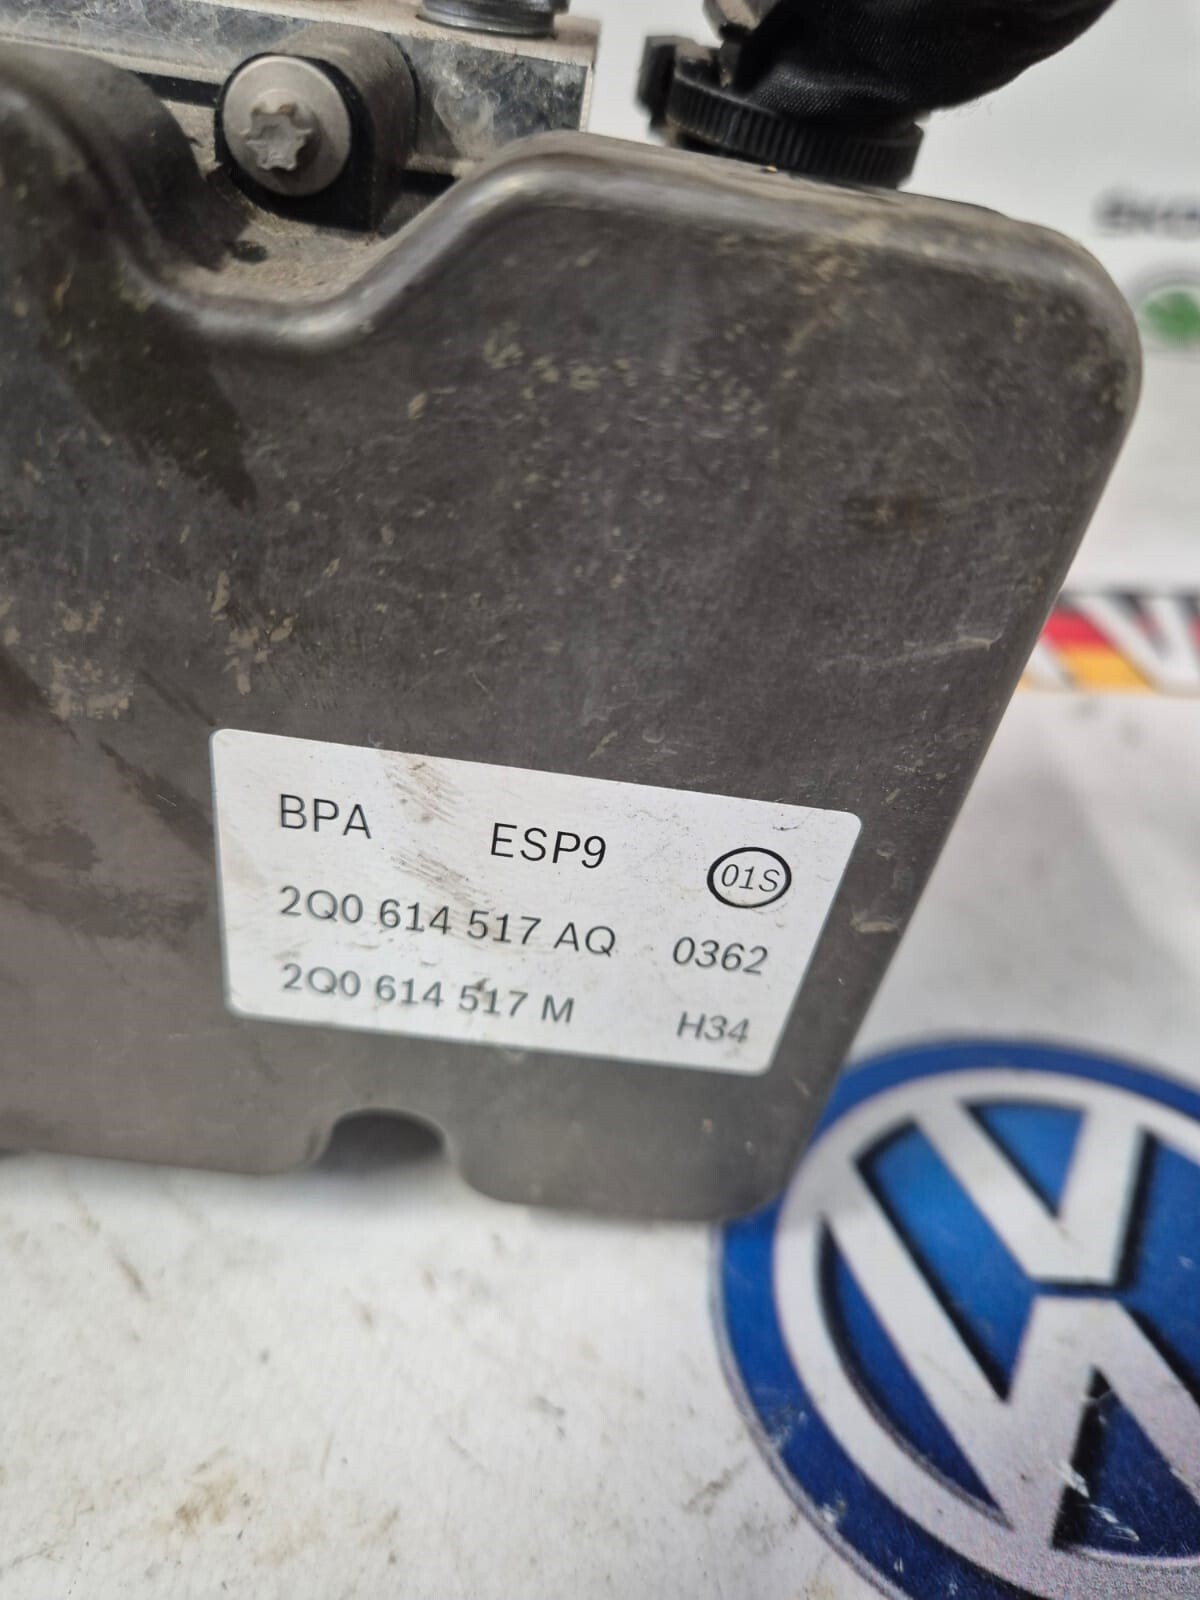 BPA ESP9 01S
2Q0 614 517 AQ 0362
2Q0 614 517 M H34